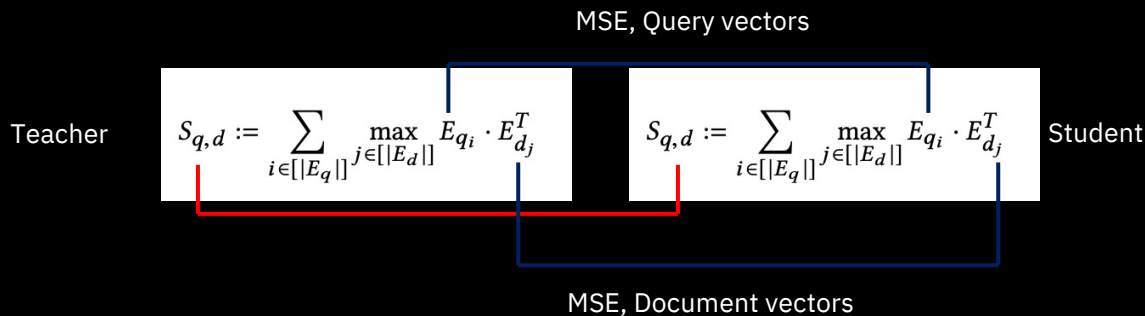 MSE, Query vectors
Teacher
S_{q,d} := \sum_{i \in [|E_q|]} \max_{j \in [|E_d|]} E_{q_i} \cdot E_{d_j}^T
S_{q,d} := \sum_{i \in [|E_q|]} \max_{j \in [|E_d|]} E_{q_i} \cdot E_{d_j}^T
Student
MSE, Document vectors